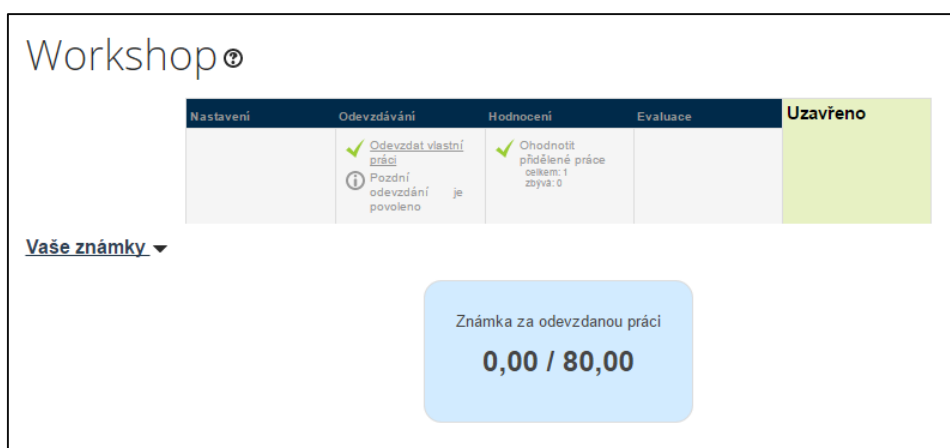 Workshop
Nastavení
Odevzdávání
Hodnocení
Evaluace
Uzavřeno
Odevzdat vlastní
práci
Pozdní
odevzdání je
povoleno
Ohodnotit
přidělené práce
celkem: 1
zbývá: 0
Vaše známky
Známka za odevzdanou práci
0,00 / 80,00